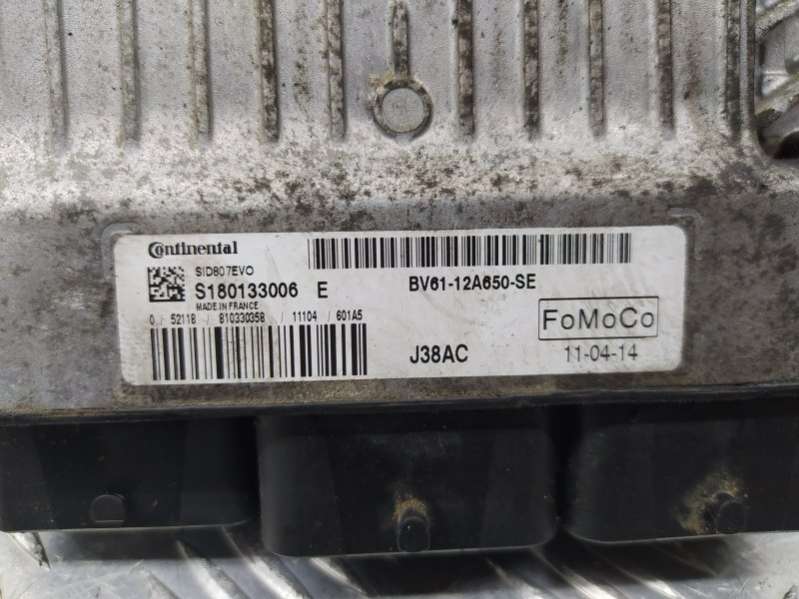 Continental
SID807EVO
S180133006 E
MADE IN FRANCE
0 / 52118 / 810330358 / 11104 / 601A5
BV61-12A650-SE
FoMoCo
J38AC
11-04-14